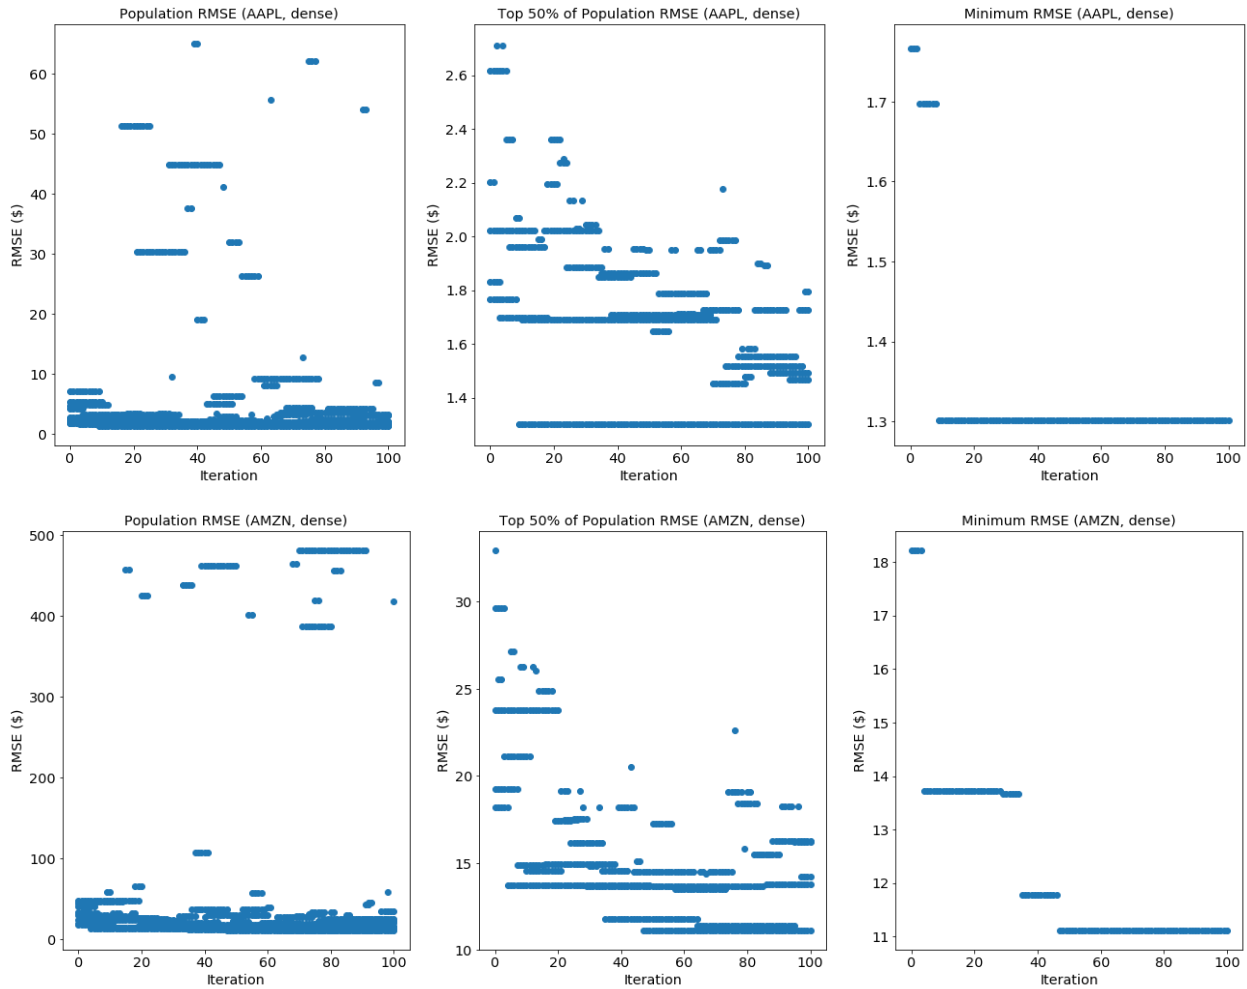 Population RMSE (AAPL, dense)
RMSE ($)
60
50
40
30
20
10
0
0 20 40 60 80 100
Iteration
Top 50% of Population RMSE (AAPL, dense)
RMSE ($)
2.6
2.4
2.2
2.0
1.8
1.6
1.4
0 20 40 60 80 100
Iteration
Minimum RMSE (AAPL, dense)
RMSE ($)
1.7
1.6
1.5
1.4
1.3
0 20 40 60 80 100
Iteration
Population RMSE (AMZN, dense)
RMSE ($)
500
400
300
200
100
0
0 20 40 60 80 100
Iteration
Top 50% of Population RMSE (AMZN, dense)
RMSE ($)
30
25
20
15
10
0 20 40 60 80 100
Iteration
Minimum RMSE (AMZN, dense)
RMSE ($)
18
17
16
15
14
13
12
11
0 20 40 60 80 100
Iteration